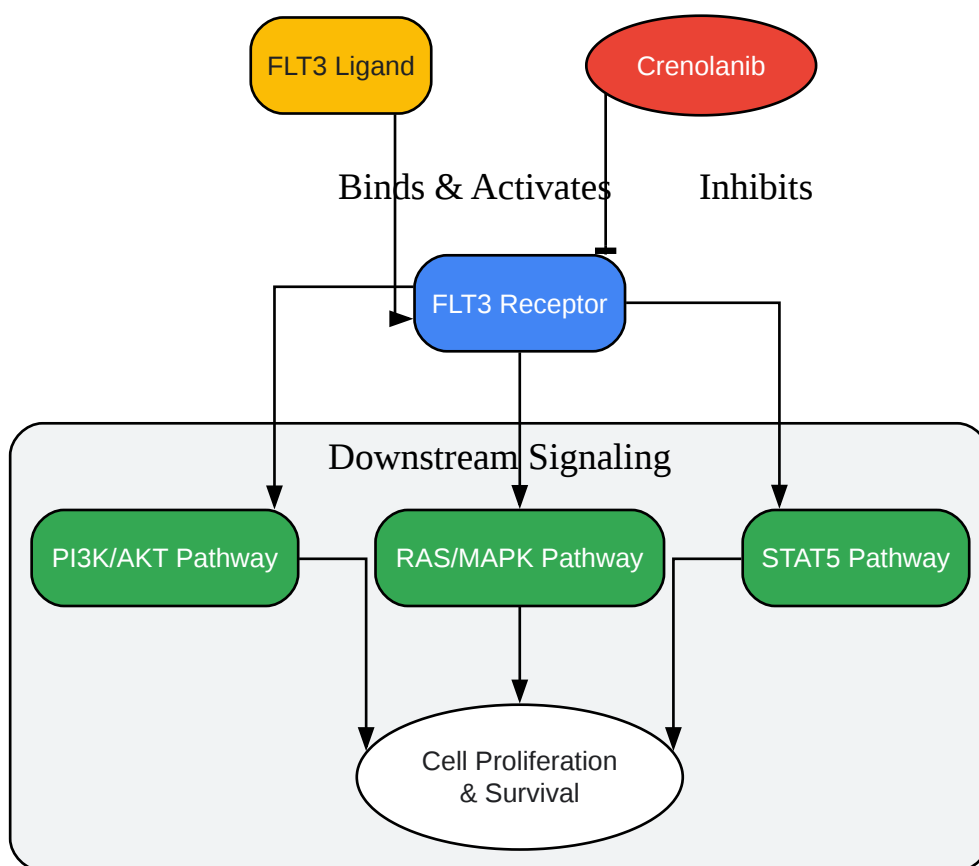 FLT3 Ligand
Crenolanib
Binds & Activates
Inhibits
FLT3 Receptor
Downstream Signaling
PI3K/AKT Pathway
RAS/MAPK Pathway
STAT5 Pathway
Cell Proliferation
& Survival